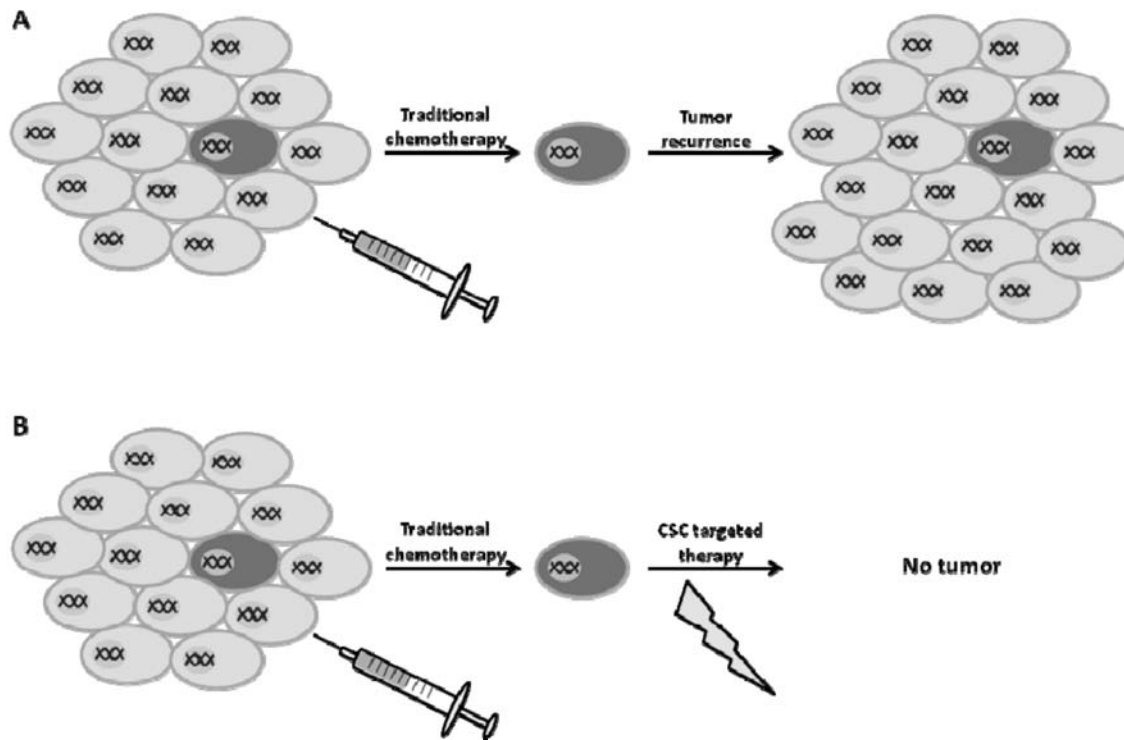 A
Traditional
chemotherapy
Tumor
recurrence
B
Traditional
chemotherapy
CSC targeted
therapy
No tumor